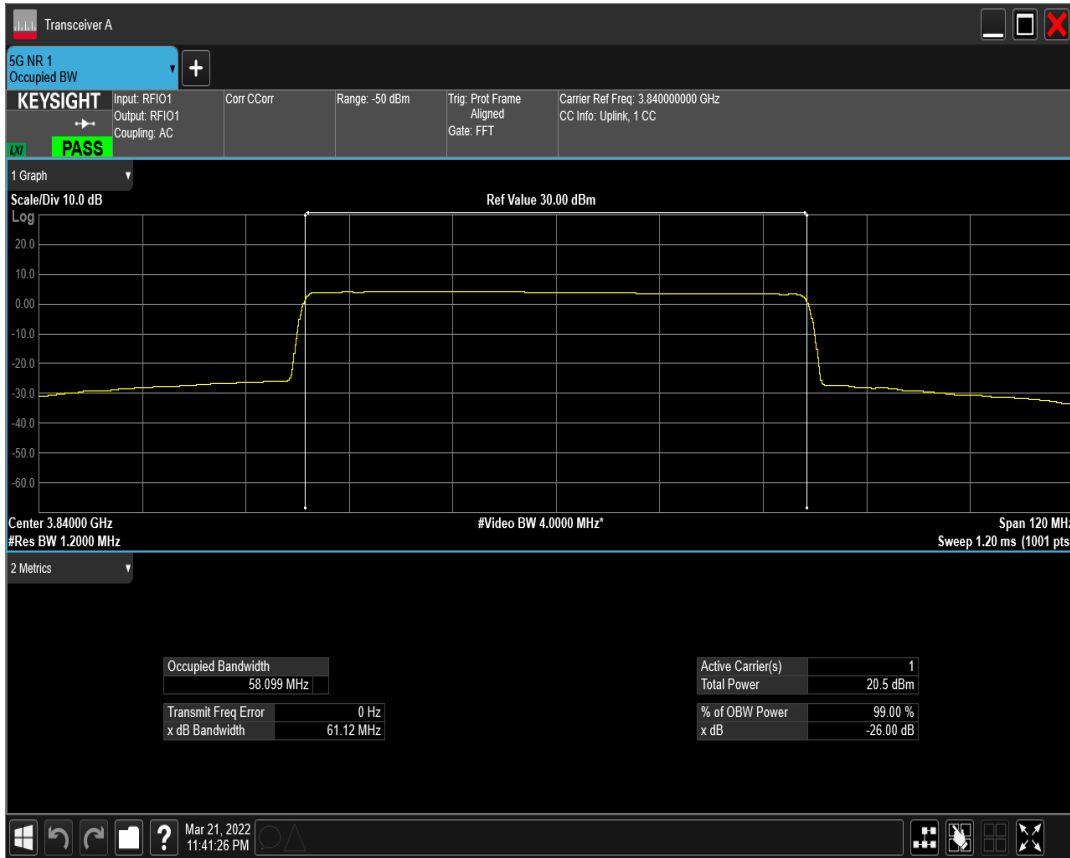 Transceiver A
5G NR 1
Occupied BW
KEYSIGHT
LXI
PASS
Input: RFIO1
Output: RFIO1
Coupling: AC
Corr CCorr
Range: -50 dBm
Trig: Prot Frame
Aligned
Gate: FFT
Carrier Ref Freq: 3.840000000 GHz
CC Info: Uplink, 1 CC
1 Graph
Scale/Div 10.0 dB
Ref Value 30.00 dBm
Log
20.0
10.0
0.00
-10.0
-20.0
-30.0
-40.0
-50.0
-60.0
Center 3.84000 GHz
#Video BW 4.0000 MHz*
Span 120 MHz
#Res BW 1.2000 MHz
Sweep 1.20 ms (1001 pts
2 Metrics
Occupied Bandwidth
58.099 MHz
Transmit Freq Error 0 Hz
x dB Bandwidth 61.12 MHz
Active Carrier(s) 1
Total Power 20.5 dBm
% of OBW Power 99.00 %
x dB -26.00 dB
?
Mar 21, 2022
11:41:26 PM